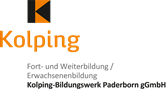 Kolping
Fort- und Weiterbildung /
Erwachsenenbildung
Kolping-Bildungswerk Paderborn gGmbH